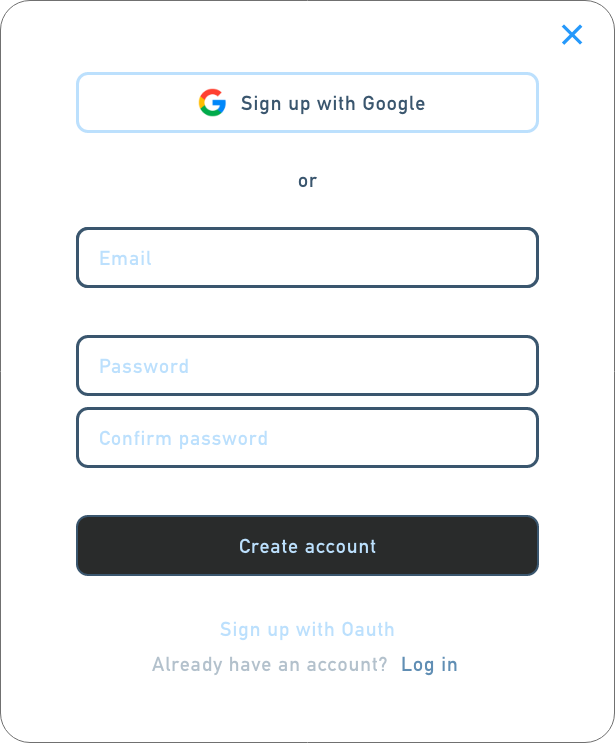 Sign up with Google
or
Email
Password
Confirm password
Create account
Sign up with Oauth
Already have an account? Log in